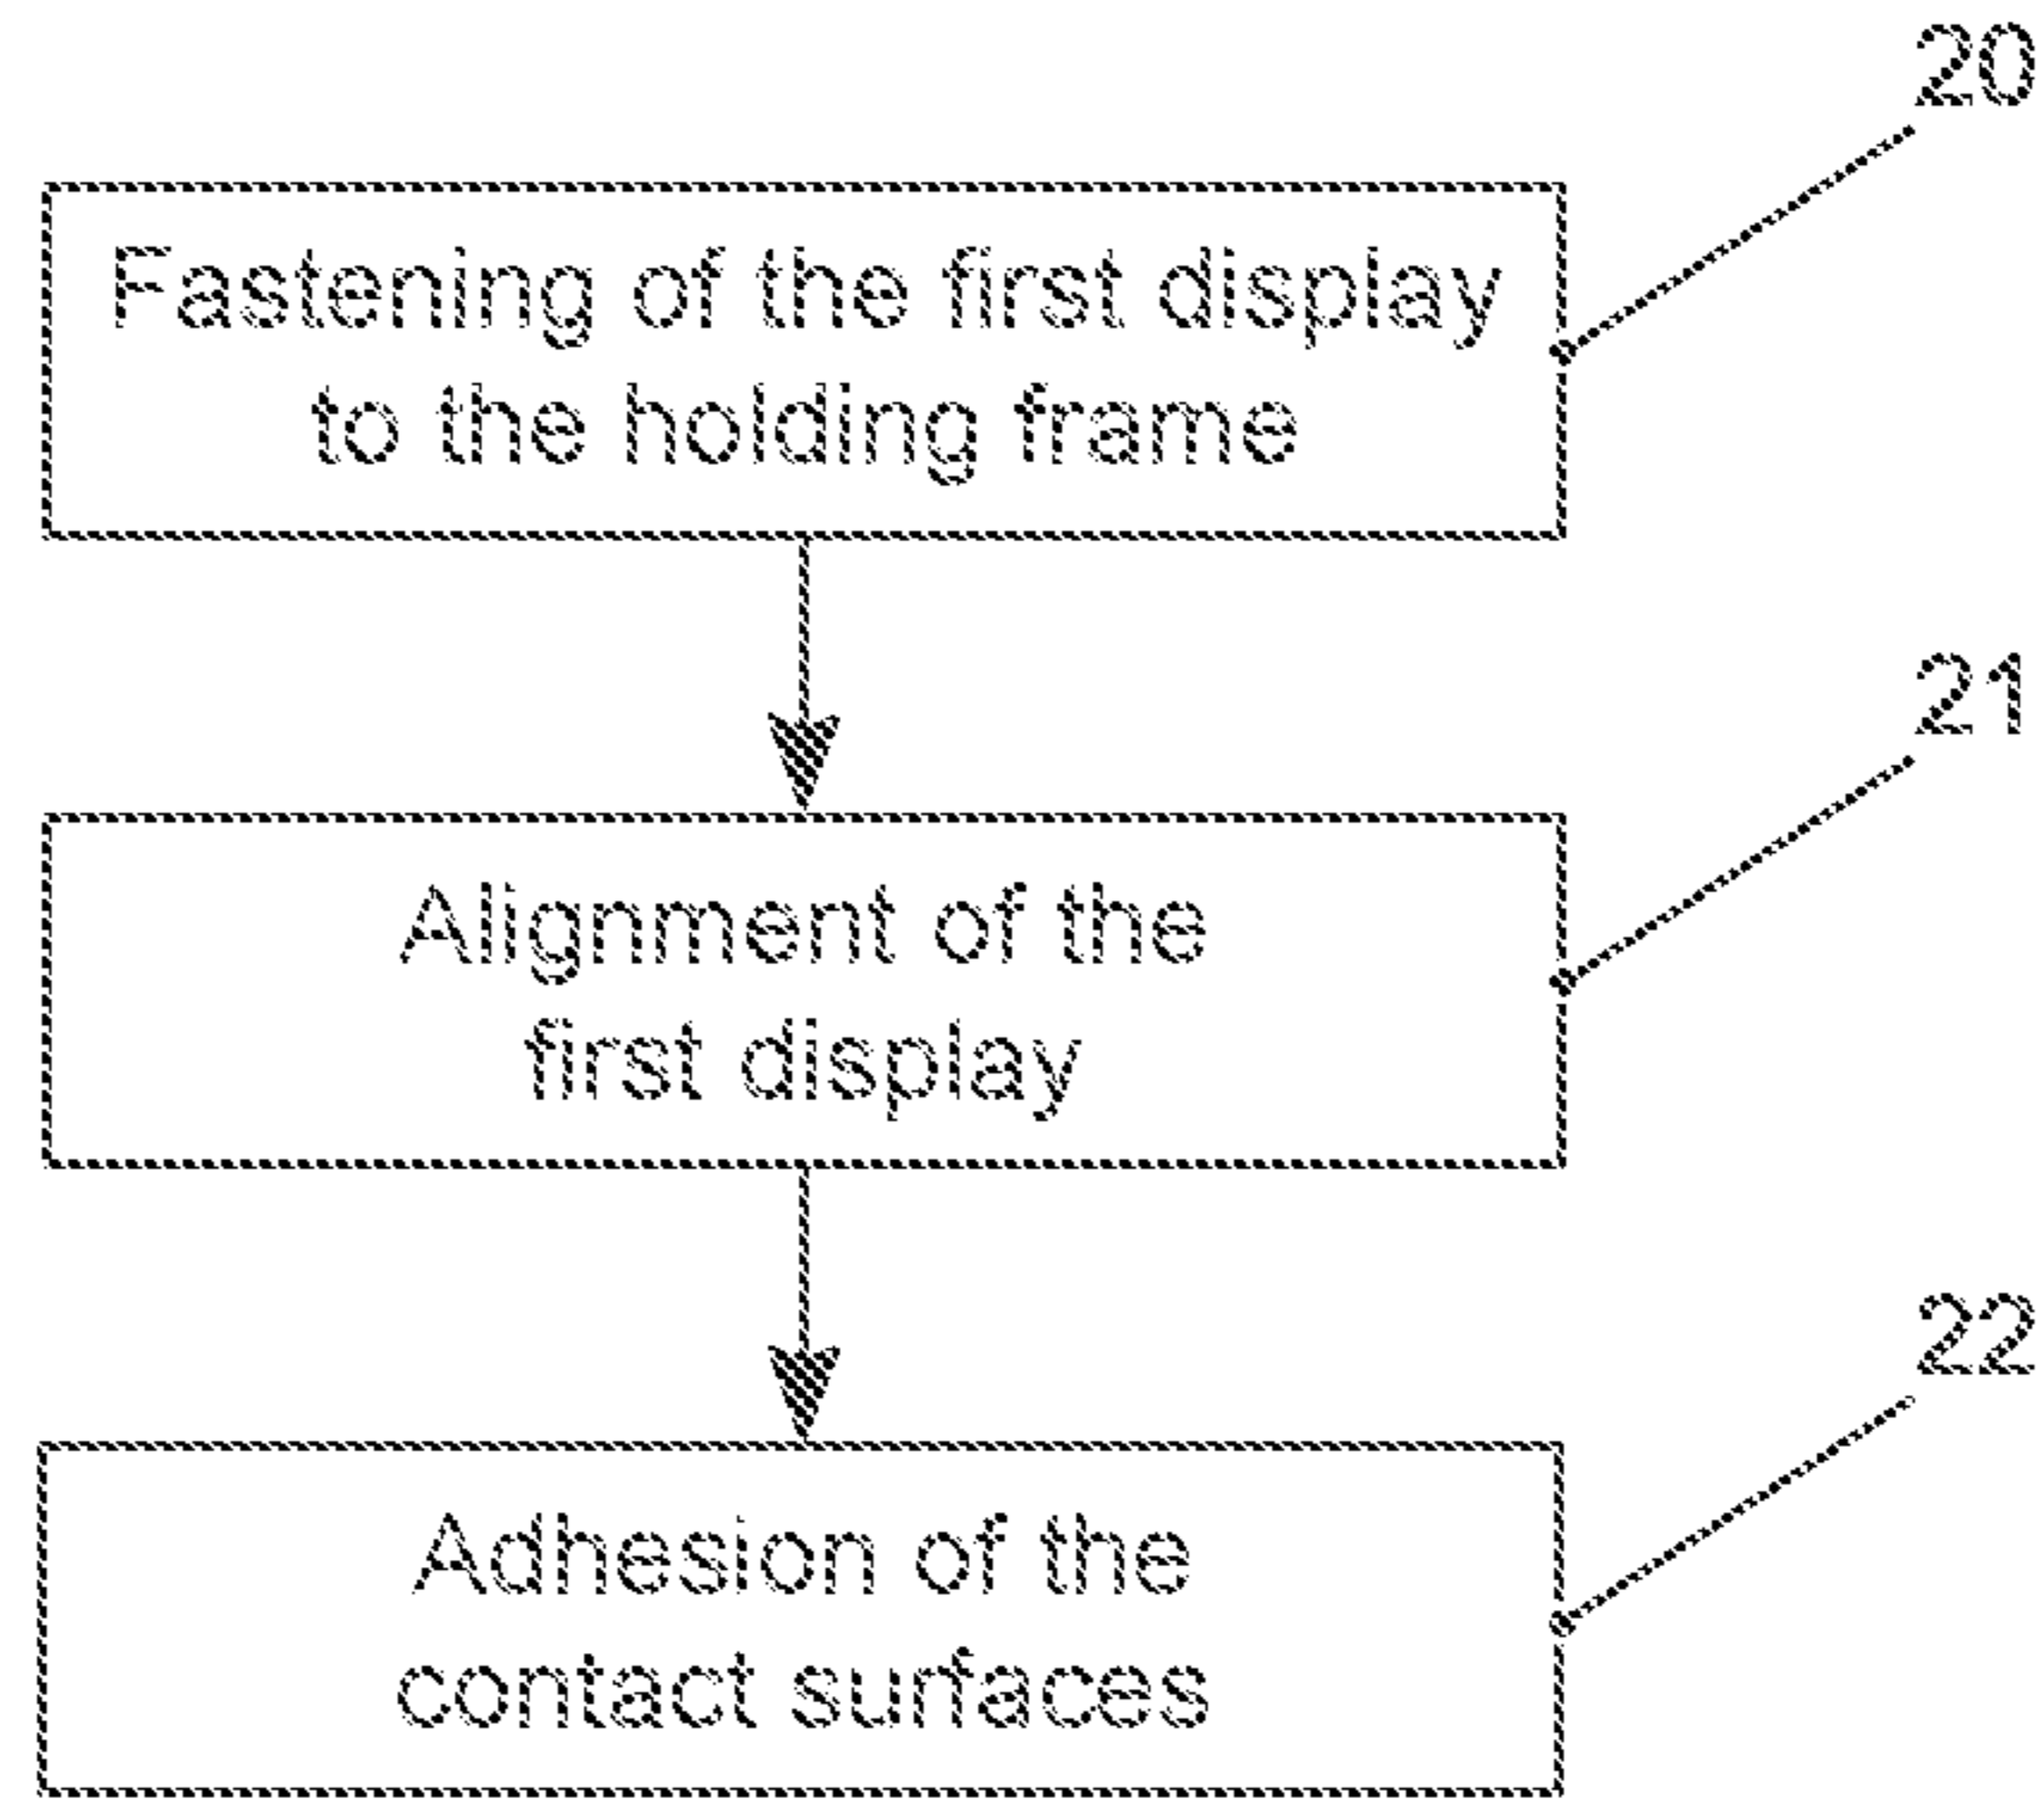 20
Fastening of the first display
to the holding frame
21
Alignment of the
first display
22
Adhesion of the
contact surfaces